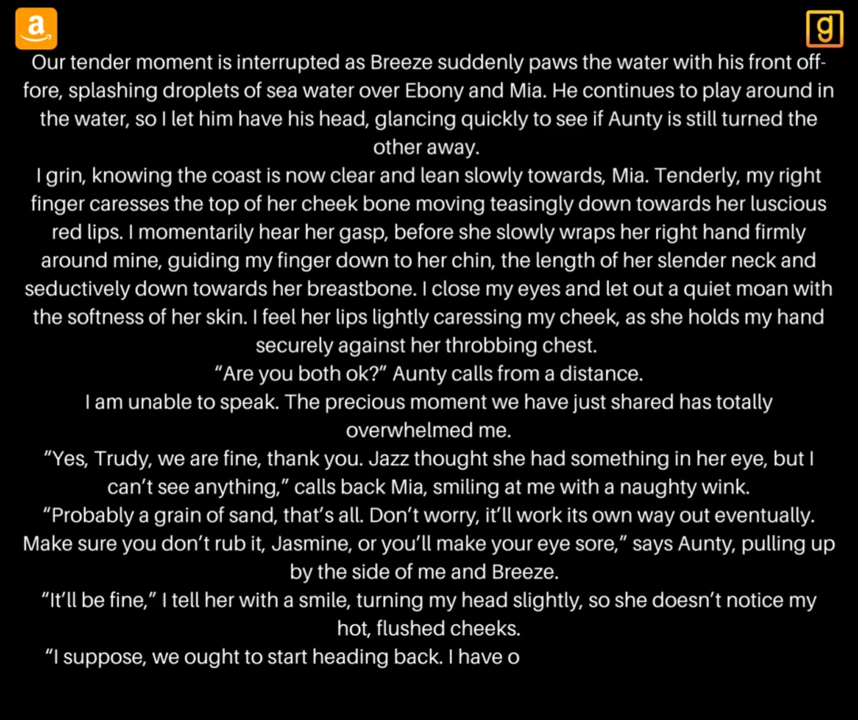 a
g
Our tender moment is interrupted as Breeze suddenly paws the water with his front off-
fore, splashing droplets of sea water over Ebony and Mia. He continues to play around in
the water, so I let him have his head, glancing quickly to see if Aunty is still turned the
other away.
I grin, knowing the coast is now clear and lean slowly towards, Mia. Tenderly, my right
finger caresses the top of her cheek bone moving teasingly down towards her luscious
red lips. I momentarily hear her gasp, before she slowly wraps her right hand firmly
around mine, guiding my finger down to her chin, the length of her slender neck and
seductively down towards her breastbone. I close my eyes and let out a quiet moan with
the softness of her skin. I feel her lips lightly caressing my cheek, as she holds my hand
securely against her throbbing chest.
“Are you both ok?” Aunty calls from a distance.
I am unable to speak. The precious moment we have just shared has totally
overwhelmed me.
“Yes, Trudy, we are fine, thank you. Jazz thought she had something in her eye, but I
can’t see anything,” calls back Mia, smiling at me with a naughty wink.
“Probably a grain of sand, that’s all. Don’t worry, it’ll work its own way out eventually.
Make sure you don’t rub it, Jasmine, or you’ll make your eye sore,” says Aunty, pulling up
by the side of me and Breeze.
“It’ll be fine,” I tell her with a smile, turning my head slightly, so she doesn’t notice my
hot, flushed cheeks.
“I suppose, we ought to start heading back. I have o